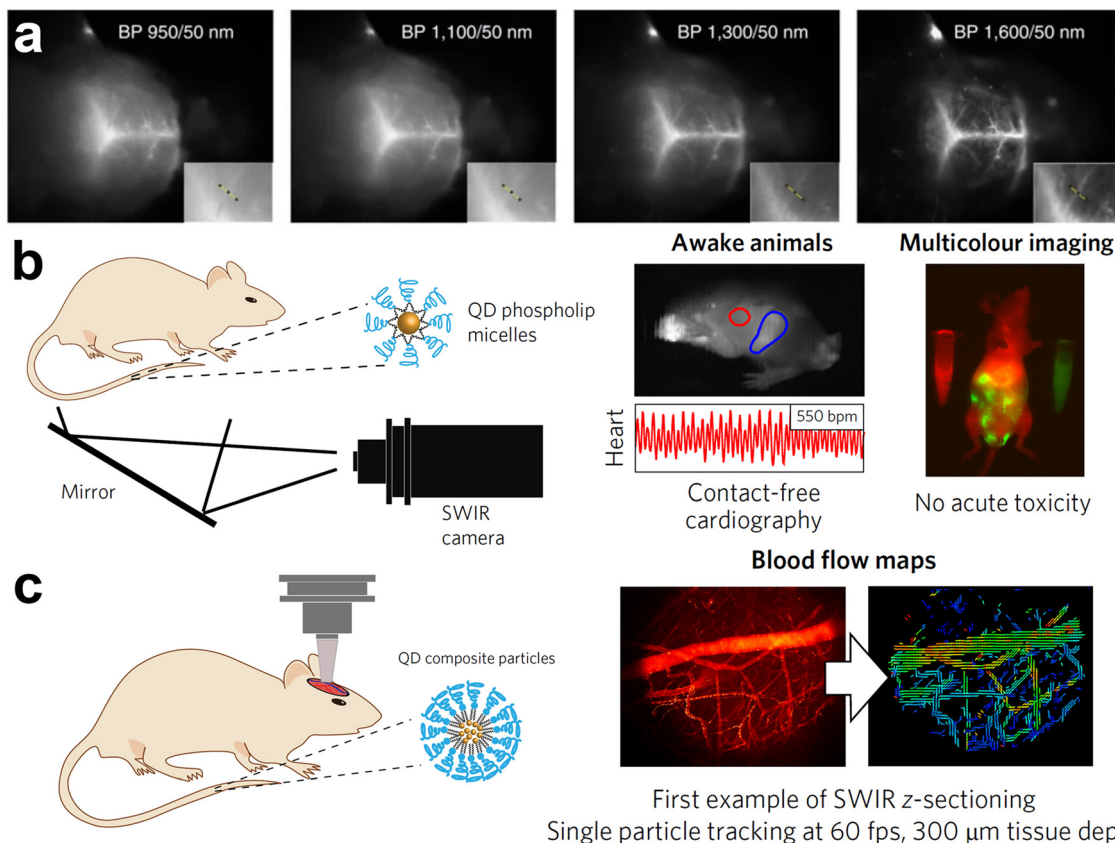 a
BP 950/50 nm
BP 1,100/50 nm
BP 1,300/50 nm
BP 1,600/50 nm
b
QD phospholip
micelles
Mirror
SWIR
camera
Awake animals
Heart
550 bpm
Contact-free
cardiography
Multicolour imaging
No acute toxicity
c
QD composite particles
Blood flow maps
First example of SWIR z-sectioning
Single particle tracking at 60 fps, 300 μm tissue dep